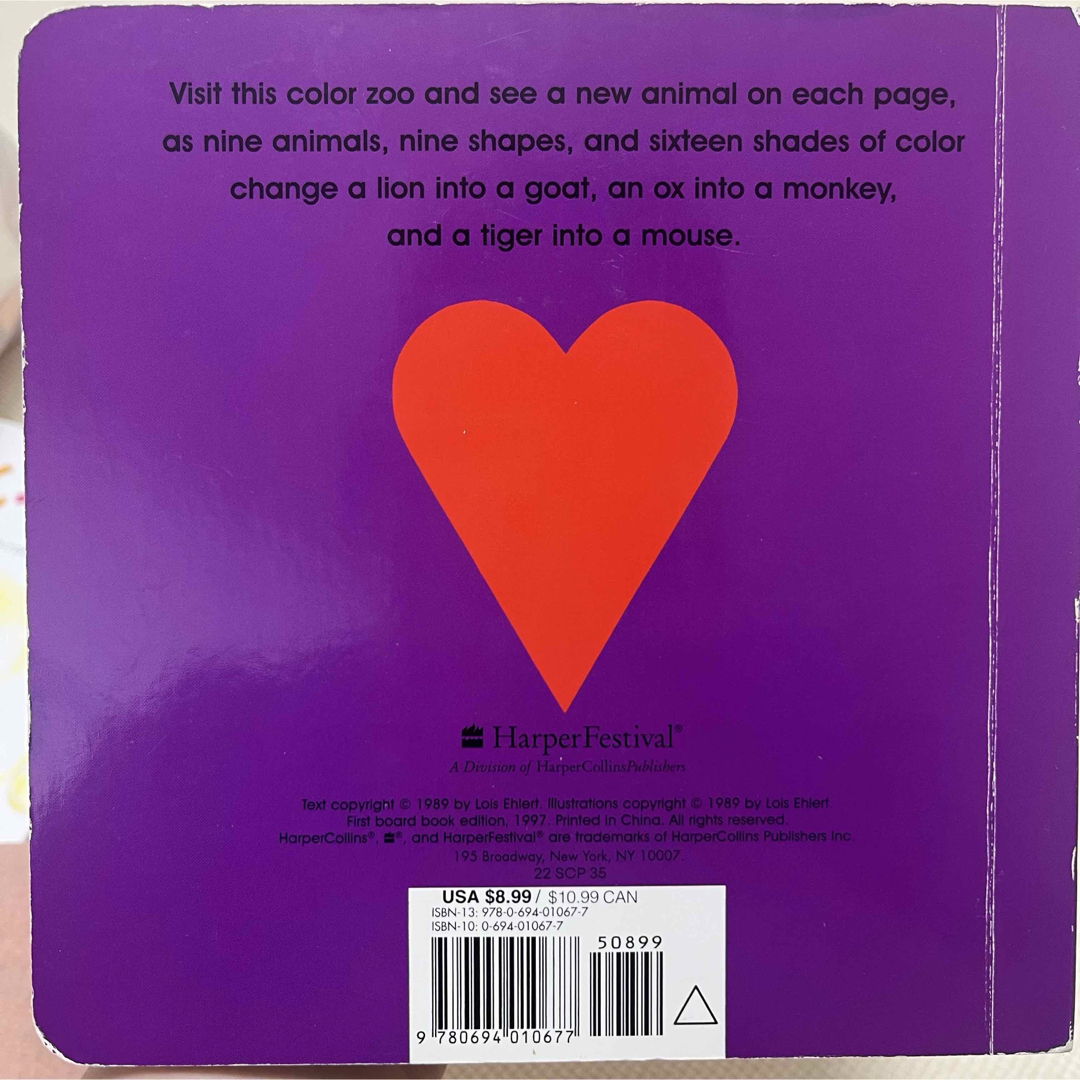 Visit this color zoo and see a new animal on each page,
as nine animals, nine shapes, and sixteen shades of color
change a lion into a goat, an ox into a monkey,
and a tiger into a mouse.
HarperFestival®
A Division of HarperCollinsPublishers
Text copyright © 1989 by Lois Ehlert. Illustrations copyright © 1989 by Lois Ehlert.
First board book edition, 1997. Printed in China. All rights reserved.
HarperCollins®, ®, and HarperFestival® are trademarks of HarperCollins Publishers Inc.
195 Broadway, New York, NY 10007.
22 SCP 35
USA $8.99 / $10.99 CAN
ISBN-13: 978-0-694-01067-7
ISBN-10: 0-694-01067-7
50899
9 780694 010677